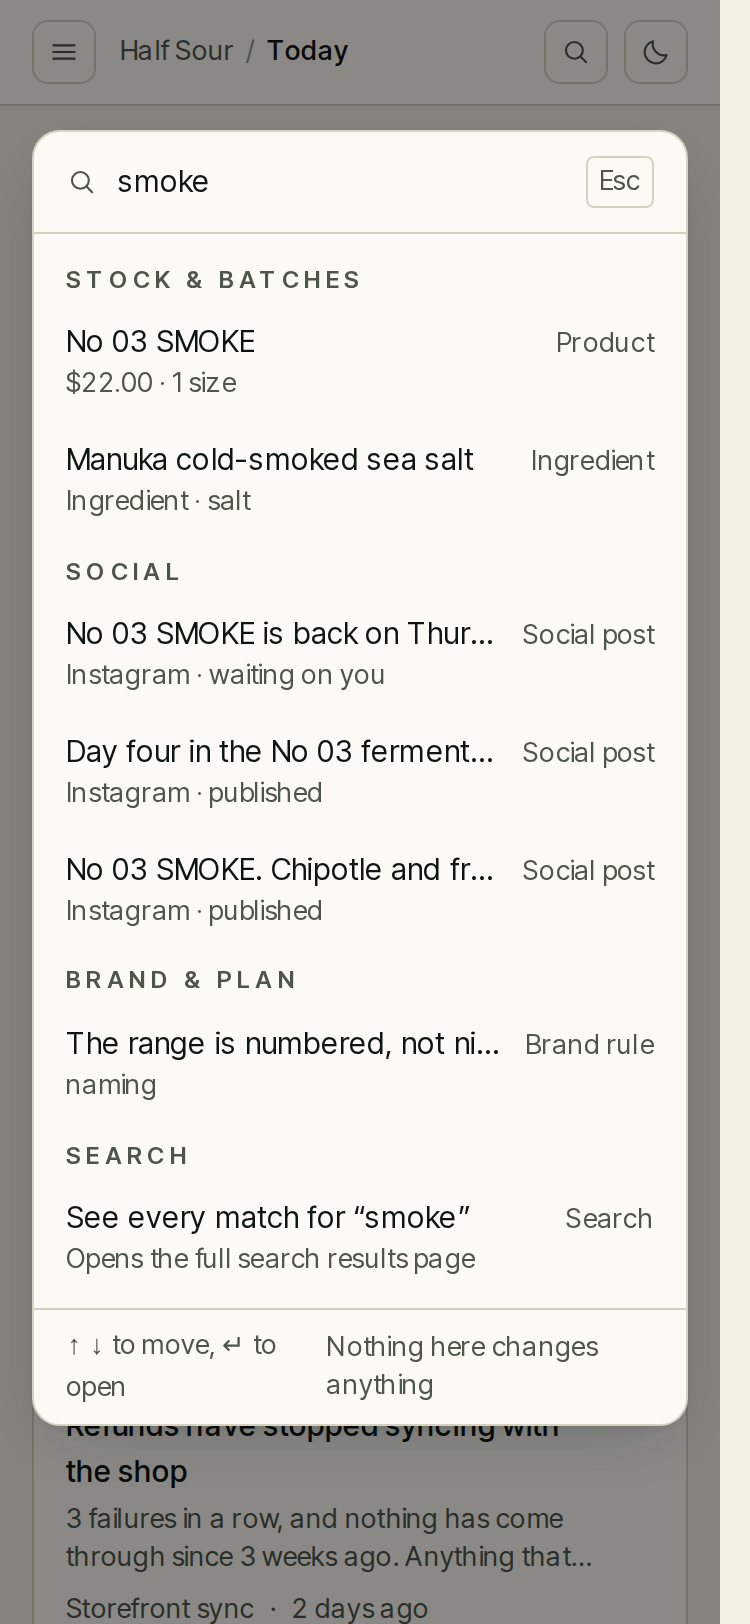 Half Sour / Today
smoke
Esc
STOCK & BATCHES
No 03 SMOKE
Product
$22.00 · 1 size
Manuka cold-smoked sea salt
Ingredient
Ingredient · salt
SOCIAL
No 03 SMOKE is back on Thur...
Social post
Instagram · waiting on you
Day four in the No 03 ferment...
Social post
Instagram · published
No 03 SMOKE. Chipotle and fr...
Social post
Instagram · published
BRAND & PLAN
The range is numbered, not ni...
Brand rule
naming
SEARCH
See every match for “smoke”
Search
Opens the full search results page
↑ ↓ to move, ↵ to
open
Nothing here changes
anything
Refunds have stopped syncing with
the shop
3 failures in a row, and nothing has come
through since 3 weeks ago. Anything that...
Storefront sync · 2 days ago